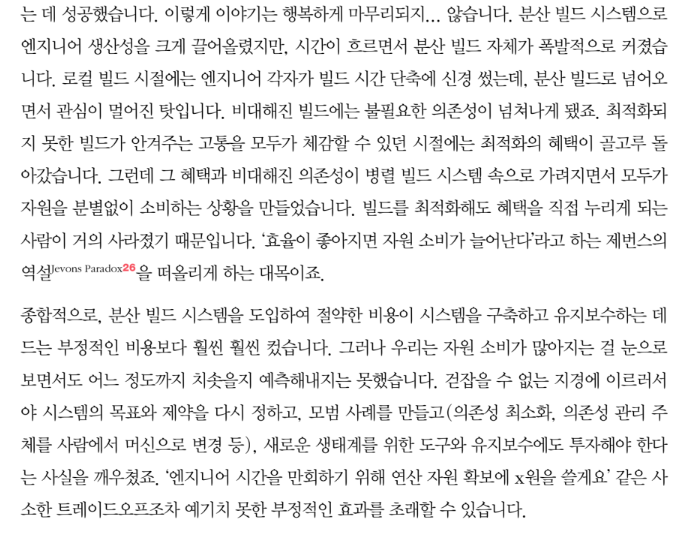 는 데 성공했습니다. 이렇게 이야기는 행복하게 마무리되지... 않습니다. 분산 빌드 시스템으로
엔지니어 생산성을 크게 끌어올렸지만, 시간이 흐르면서 분산 빌드 자체가 폭발적으로 커졌습
니다. 로컬 빌드 시절에는 엔지니어 각자가 빌드 시간 단축에 신경 썼는데, 분산 빌드로 넘어오
면서 관심이 멀어진 탓입니다. 비대해진 빌드에는 불필요한 의존성이 넘쳐나게 됐죠. 최적화되
지 못한 빌드가 안겨주는 고통을 모두가 체감할 수 있던 시절에는 최적화의 혜택이 골고루 돌
아갔습니다. 그런데 그 혜택과 비대해진 의존성이 병렬 빌드 시스템 속으로 가려지면서 모두가
자원을 분별없이 소비하는 상황을 만들었습니다. 빌드를 최적화해도 혜택을 직접 누리게 되는
사람이 거의 사라졌기 때문입니다. ‘효율이 좋아지면 자원 소비가 늘어난다’라고 하는 제번스의
역설Jevons Paradox26을 떠올리게 하는 대목이죠.
종합적으로, 분산 빌드 시스템을 도입하여 절약한 비용이 시스템을 구축하고 유지보수하는 데
드는 부정적인 비용보다 훨씬 훨씬 컸습니다. 그러나 우리는 자원 소비가 많아지는 걸 눈으로
보면서도 어느 정도까지 치솟을지 예측해내지는 못했습니다. 걷잡을 수 없는 지경에 이르러서
야 시스템의 목표와 제약을 다시 정하고, 모범 사례를 만들고(의존성 최소화, 의존성 관리 주
체를 사람에서 머신으로 변경 등), 새로운 생태계를 위한 도구와 유지보수에도 투자해야 한다
는 사실을 깨우쳤죠. ‘엔지니어 시간을 만회하기 위해 연산 자원 확보에 x원을 쓸게요’ 같은 사
소한 트레이드오프조차 예기치 못한 부정적인 효과를 초래할 수 있습니다.